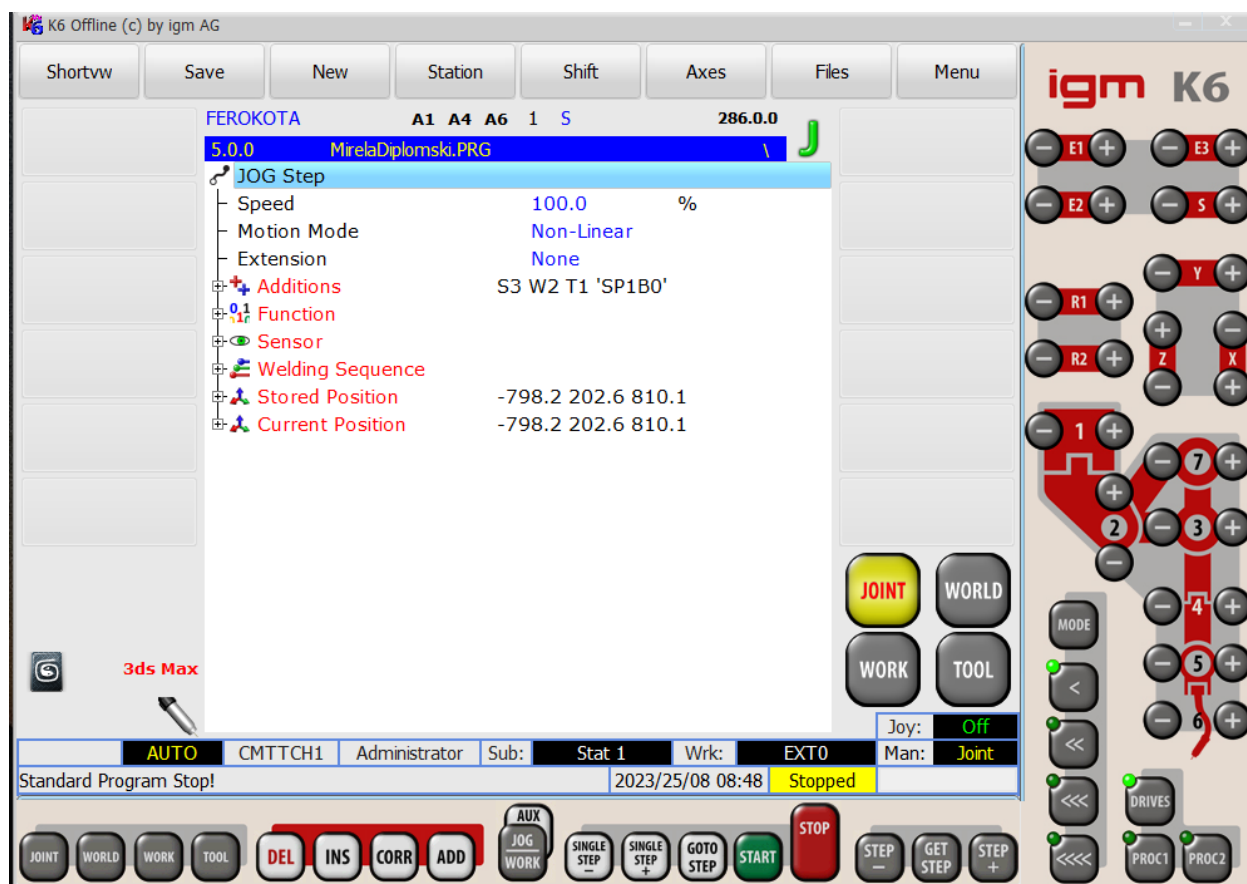 K6 Offline (c) by igm AG
Shortvw Save New Station Shift Axes Files Menu
igm K6
FEROKOTA A1 A4 A6 1 S 286.0.0
5.0.0 MirelaDiplomski.PRG \
JOG Step
Speed 100.0 %
Motion Mode Non-Linear
Extension None
Additions S3 W2 T1 'SP1B0'
Function
Sensor
Welding Sequence
Stored Position -798.2 202.6 810.1
Current Position -798.2 202.6 810.1
E1 E3
E2 S
Y
R1
R2 Z X
1
7
2 3
4
5
6
JOINT WORLD
WORK TOOL
MODE
<
<<
<<<
<<<<
3ds Max
Joy: Off
AUTO CMTTCH1 Administrator Sub: Stat 1 Wrk: EXT0 Man: Joint
Standard Program Stop! 2023/25/08 08:48 Stopped
DRIVES
PROC1 PROC2
JOINT WORLD WORK TOOL
DEL INS CORR ADD
AUX
JOG
WORK
SINGLE STEP −
SINGLE STEP +
GOTO STEP
START
STOP
STEP −
GET STEP
STEP +